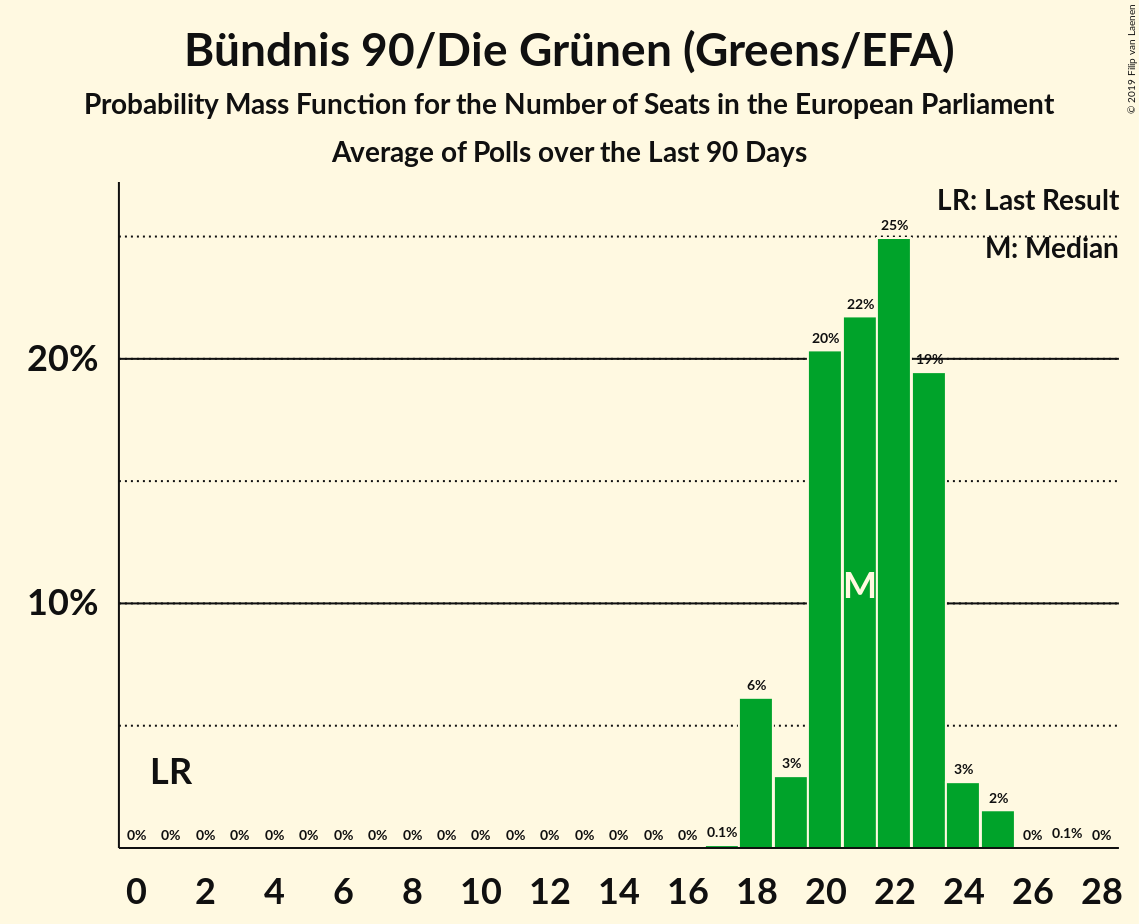 Bündnis 90/Die Grünen (Greens/EFA)
Probability Mass Function for the Number of Seats in the European Parliament
Average of Polls over the Last 90 Days
© 2019 Filip van Laenen
LR: Last Result
M: Median
20%
10%
LR
M
0% 0% 0% 0% 0% 0% 0% 0% 0% 0% 0% 0% 0% 0% 0% 0% 0% 0.1% 6% 3% 20% 22% 25% 19% 3% 2% 0% 0.1% 0%
0 2 4 6 8 10 12 14 16 18 20 22 24 26 28